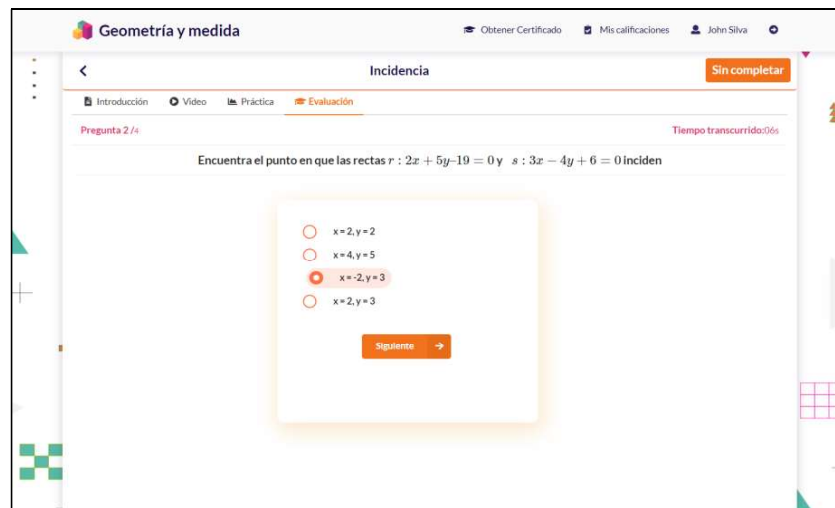 Geometría y medida
Obtener Certificado
Mis calificaciones
John Silva
Incidencia
Sin completar
Introducción
Video
Práctica
Evaluación
Pregunta 2 /4
Tiempo transcurrido:06s
Encuentra el punto en que las rectas r : 2x + 5y–19 = 0 y s : 3x − 4y + 6 = 0 inciden
x = 2, y = 2
x = 4, y = 5
x = -2, y = 3
x = 2, y = 3
Siguiente